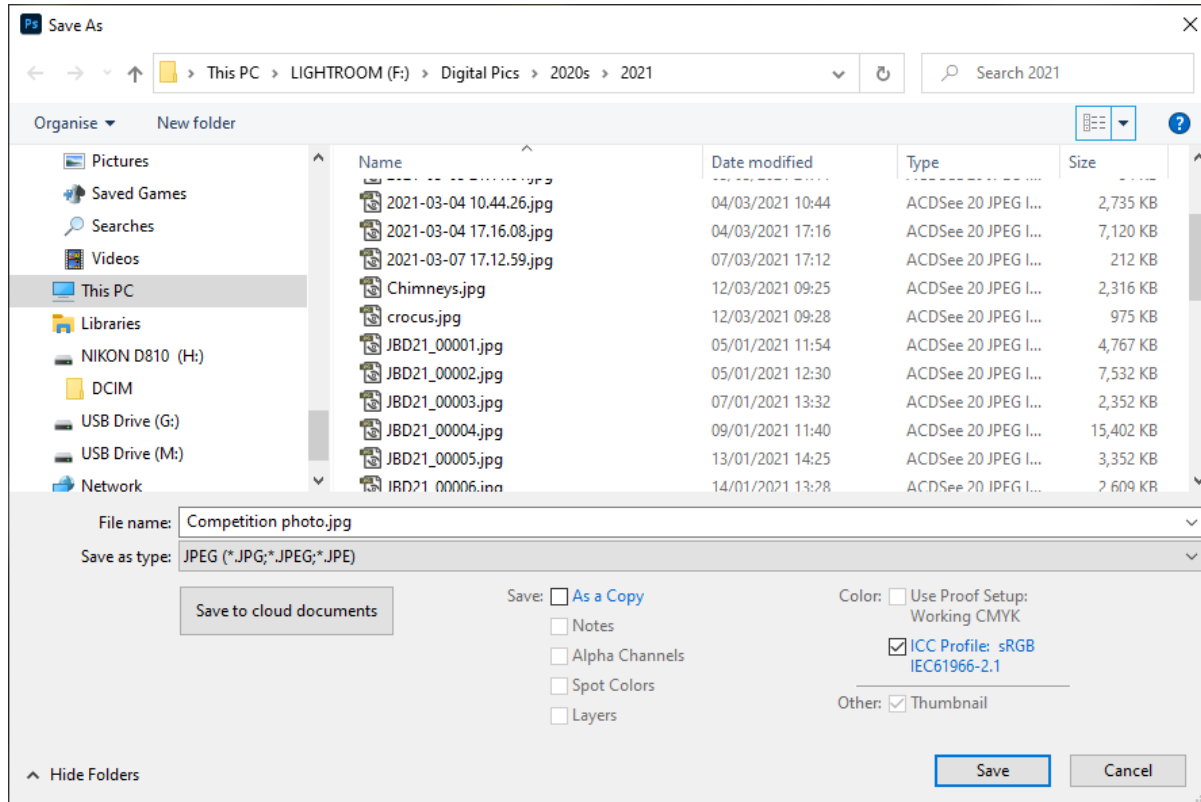 Ps Save As
This PC > LIGHTROOM (F:) > Digital Pics > 2020s > 2021
Search 2021
Organise
New folder
Pictures
Saved Games
Searches
Videos
This PC
Libraries
NIKON D810 (H:)
DCIM
USB Drive (G:)
USB Drive (M:)
Network
Name Date modified Type Size
2021-03-04 10.44.26.jpg 04/03/2021 10:44 ACDSee 20 JPEG I... 2,735 KB
2021-03-04 17.16.08.jpg 04/03/2021 17:16 ACDSee 20 JPEG I... 7,120 KB
2021-03-07 17.12.59.jpg 07/03/2021 17:12 ACDSee 20 JPEG I... 212 KB
Chimneys.jpg 12/03/2021 09:25 ACDSee 20 JPEG I... 2,316 KB
crocus.jpg 12/03/2021 09:28 ACDSee 20 JPEG I... 975 KB
JBD21_00001.jpg 05/01/2021 11:54 ACDSee 20 JPEG I... 4,767 KB
JBD21_00002.jpg 05/01/2021 12:30 ACDSee 20 JPEG I... 7,532 KB
JBD21_00003.jpg 07/01/2021 13:32 ACDSee 20 JPEG I... 2,352 KB
JBD21_00004.jpg 09/01/2021 11:40 ACDSee 20 JPEG I... 15,402 KB
JBD21_00005.jpg 13/01/2021 14:25 ACDSee 20 JPEG I... 3,352 KB
JBD21_00006.jpg 14/01/2021 13:28 ACDSee 20 JPEG I... 2,609 KB
File name: Competition photo.jpg
Save as type: JPEG (*.JPG;*.JPEG;*.JPE)
Save to cloud documents
Save: As a Copy
Notes
Alpha Channels
Spot Colors
Layers
Color: Use Proof Setup:
Working CMYK
ICC Profile: sRGB
IEC61966-2.1
Other: Thumbnail
Hide Folders
Save
Cancel